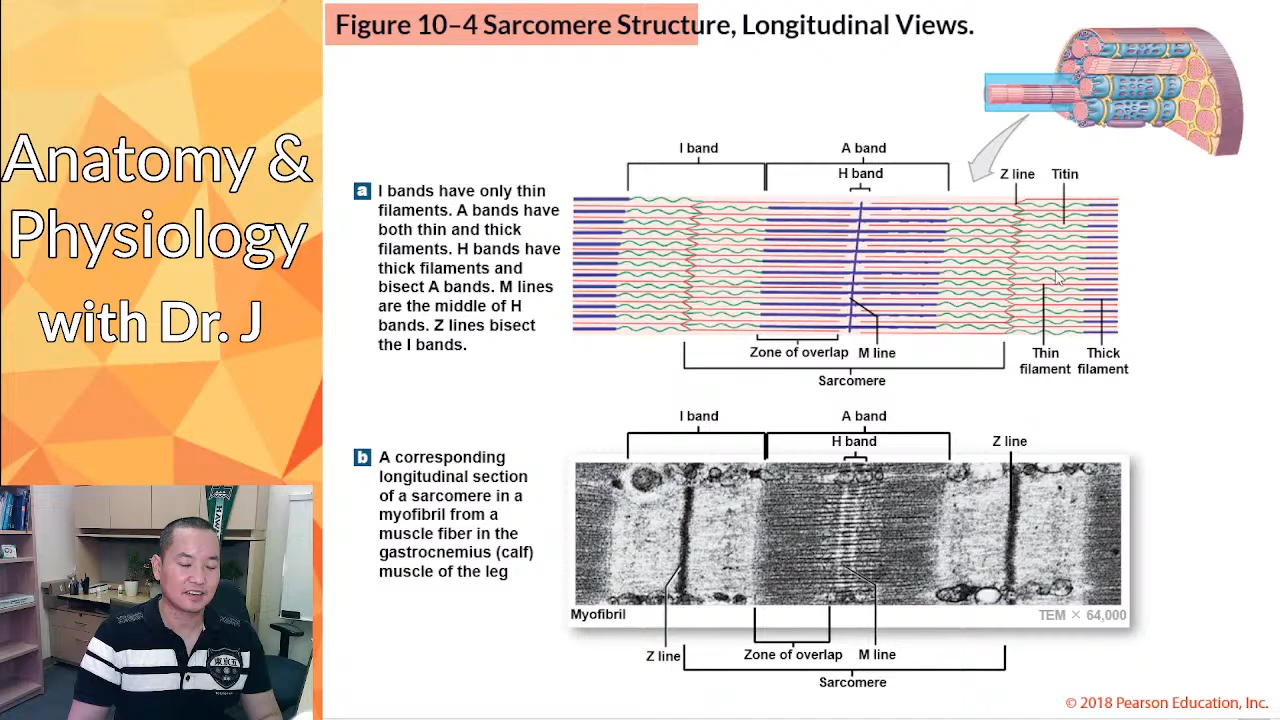 Anatomy &
Physiology
with Dr. J
Figure 10–4 Sarcomere Structure, Longitudinal Views.
a
I bands have only thin
filaments. A bands have
both thin and thick
filaments. H bands have
thick filaments and
bisect A bands. M lines
are the middle of H
bands. Z lines bisect
the I bands.
I band
A band
H band
Z line
Titin
Zone of overlap
M line
Thin
filament
Thick
filament
Sarcomere
b
A corresponding
longitudinal section
of a sarcomere in a
myofibril from a
muscle fiber in the
gastrocnemius (calf)
muscle of the leg
I band
A band
H band
Z line
Myofibril
TEM × 64,000
Z line
Zone of overlap
M line
Sarcomere
© 2018 Pearson Education, Inc.